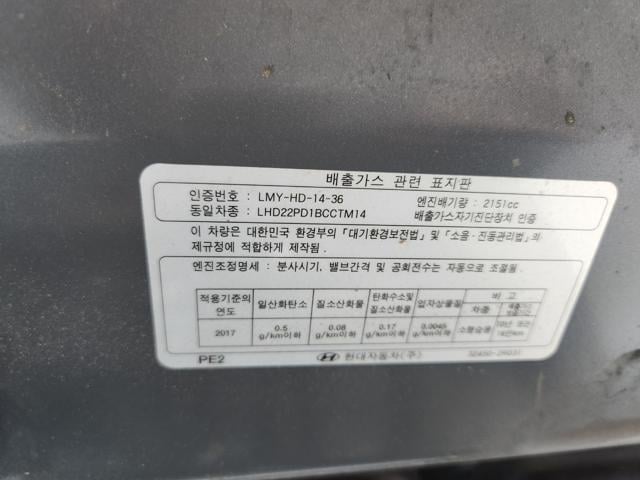 배출가스 관련 표지판
인증번호: LMY-HD-14-36 엔진배기량 : 2151cc
동일차종 : LHD22PD1BCCTM14 배출가스자기진단장치 인증
이 차량은 대한민국 환경부의 「대기환경보전법」 및 「소음·진동관리법」의
제규정에 적합하게 제작됨.
엔진조정명세 : 분사시기, 밸브간격 및 공회전수는 자동으로 조절됨.
적용기준의 연도 일산화탄소 질소산화물 탄화수소및 질소산화물 입자상물질 비 고
차종 배출가스
2017 0.5 g/km이하 0.08 g/km이하 0.17 g/km이하 0.0045 g/km이하 소형승용
PE2 현대자동차(주) 32450-2R031